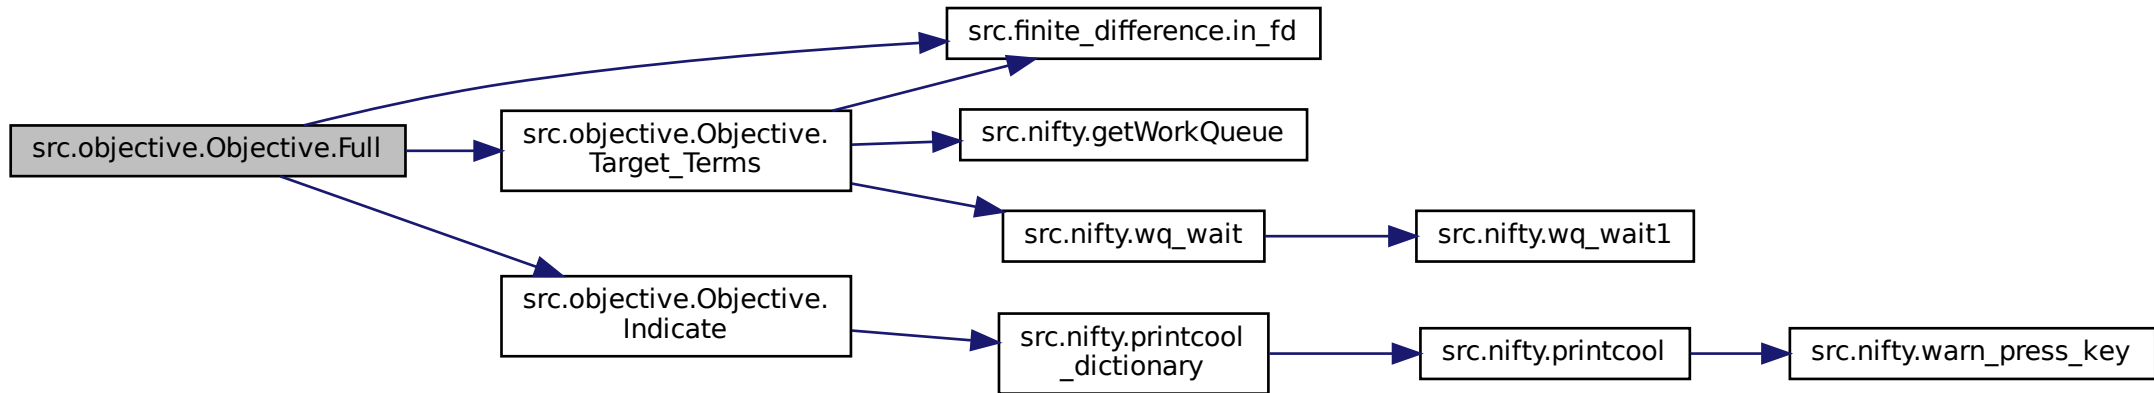 src.objective.Objective.Full
src.finite_difference.in_fd
src.objective.Objective.
Target_Terms
src.nifty.getWorkQueue
src.nifty.wq_wait
src.nifty.wq_wait1
src.objective.Objective.
Indicate
src.nifty.printcool
_dictionary
src.nifty.printcool
src.nifty.warn_press_key